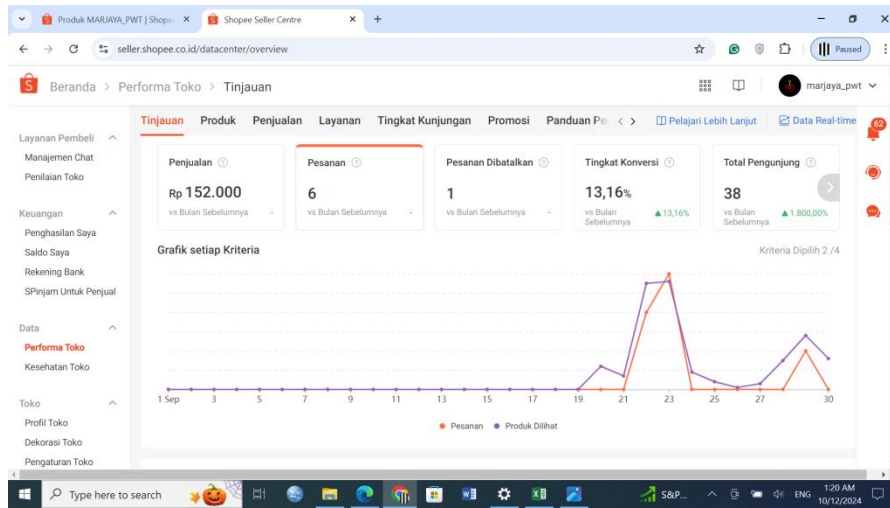 Produk MARJAYA_PWT | Shope
Shopee Seller Centre
seller.shopee.co.id/datacenter/overview
Paused
Beranda > Performa Toko > Tinjauan
marjaya_pwt
Layanan Pembeli
Manajemen Chat
Penilaian Toko
Keuangan
Penghasilan Saya
Saldo Saya
Rekening Bank
SPinjam Untuk Penjual
Data
Performa Toko
Kesehatan Toko
Toko
Profil Toko
Dekorasi Toko
Pengaturan Toko
Tinjauan Produk Penjualan Layanan Tingkat Kunjungan Promosi Panduan Pe < > Pelajari Lebih Lanjut Data Real-time
62
Penjualan
Rp 152.000
vs Bulan Sebelumnya -
Pesanan
6
vs Bulan Sebelumnya -
Pesanan Dibatalkan
1
vs Bulan Sebelumnya -
Tingkat Konversi
13,16%
vs Bulan Sebelumnya ▲13,16%
Total Pengunjung
38
vs Bulan Sebelumnya ▲1.800,00%
Grafik setiap Kriteria
Kriteria Dipilih 2 /4
1 Sep 3 5 7 9 11 13 15 17 19 21 23 25 27 30
Pesanan Produk Dilihat
Type here to search
S&P...
ENG
1:20 AM
10/12/2024